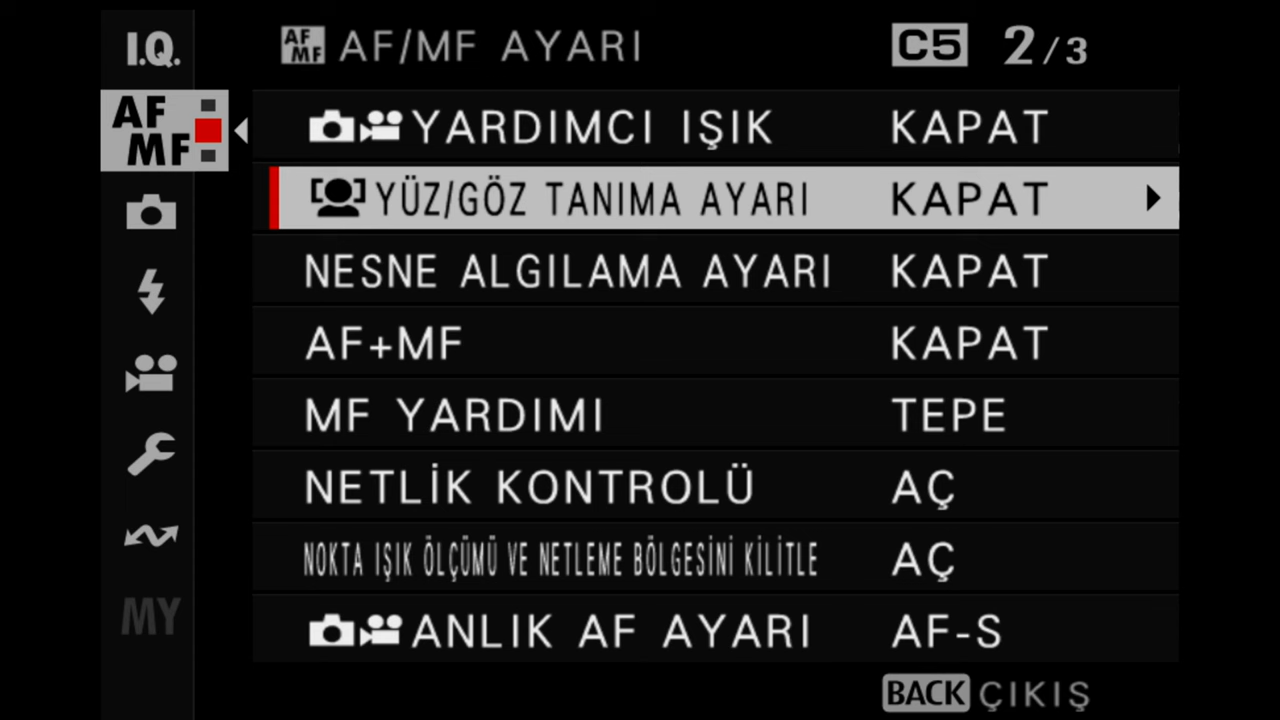 I.Q.
AF/MF AYARI C5 2/3
AF MF
YARDIMCI IŞIK KAPAT
YÜZ/GÖZ TANIMA AYARI KAPAT
NESNE ALGILAMA AYARI KAPAT
AF+MF KAPAT
MF YARDIMI TEPE
NETLİK KONTROLÜ AÇ
NOKTA IŞIK ÖLÇÜMÜ VE NETLEME BÖLGESİNİ KİLİTLE AÇ
MY
ANLIK AF AYARI AF-S
BACK ÇIKIŞ